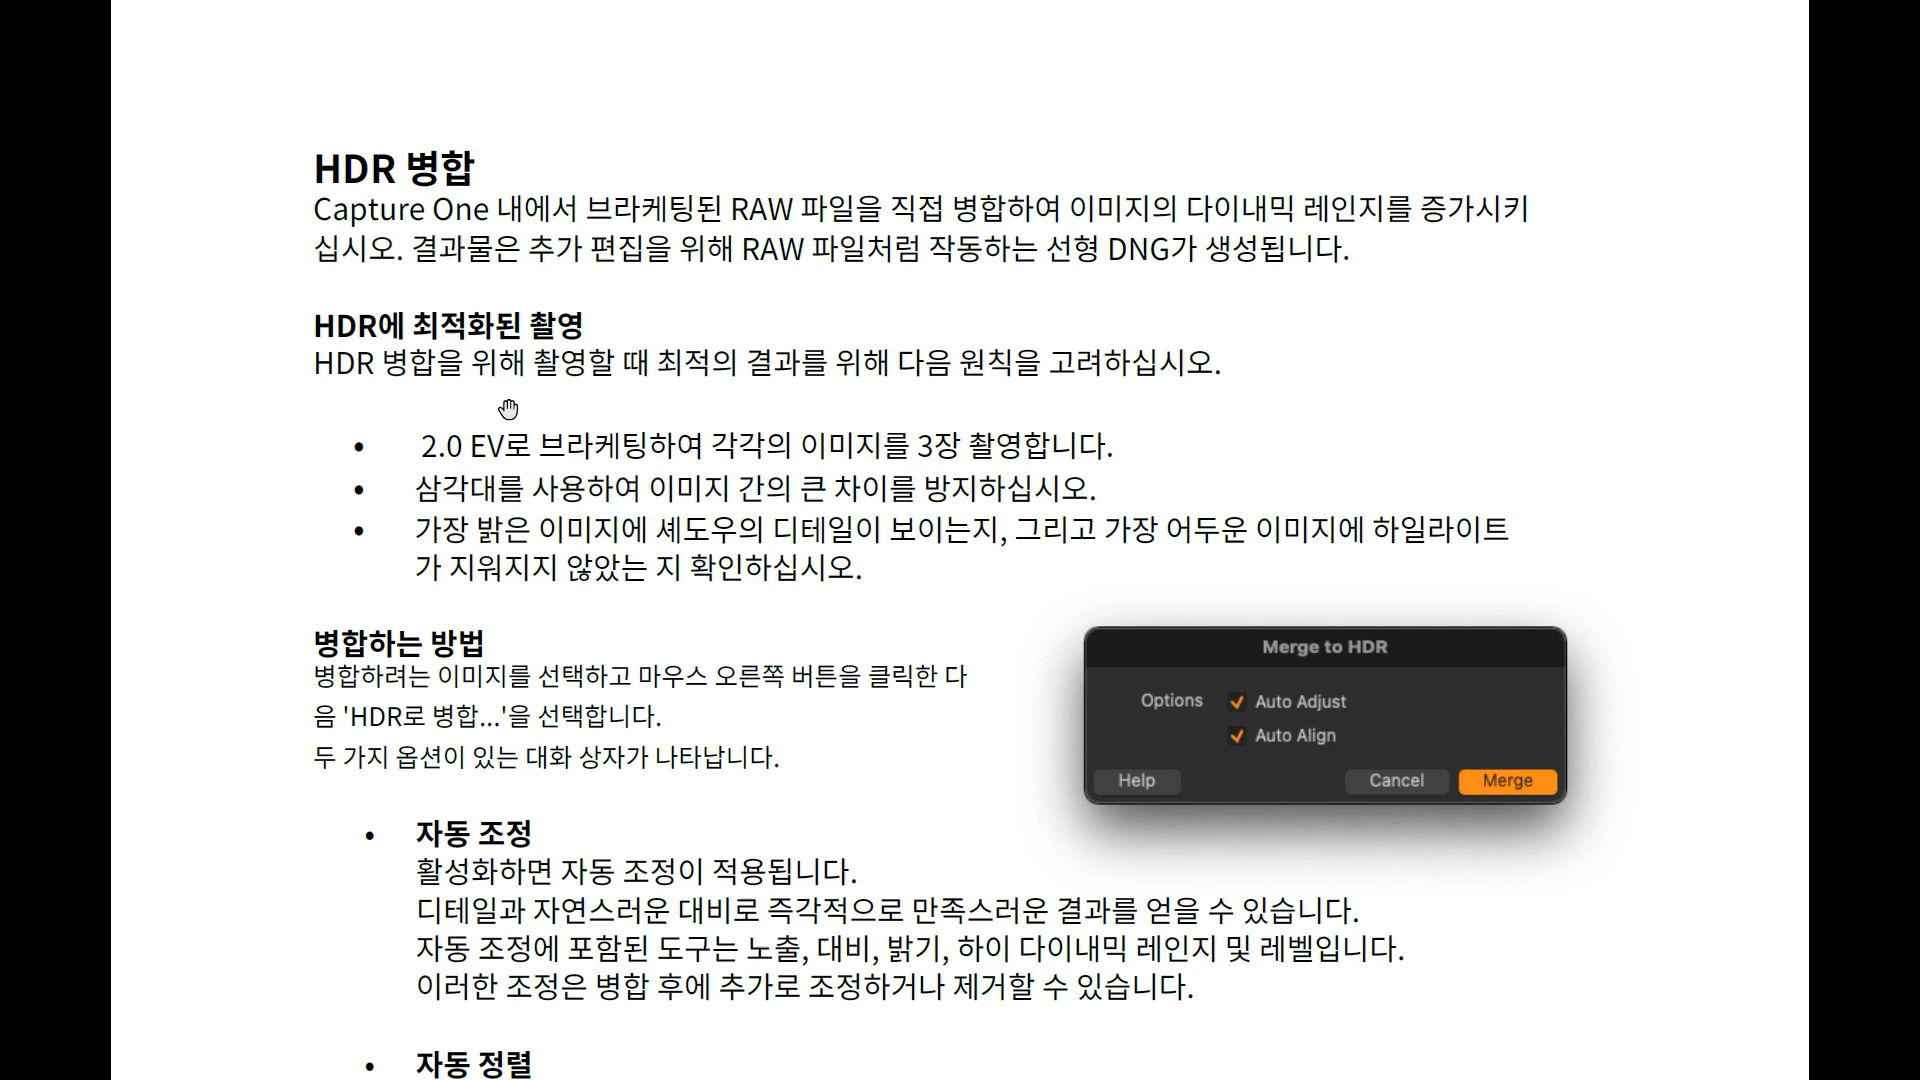 HDR 병합
Capture One 내에서 브라케팅된 RAW 파일을 직접 병합하여 이미지의 다이내믹 레인지를 증가시키
십시오. 결과물은 추가 편집을 위해 RAW 파일처럼 작동하는 선형 DNG가 생성됩니다.
HDR에 최적화된 촬영
HDR 병합을 위해 촬영할 때 최적의 결과를 위해 다음 원칙을 고려하십시오.
• 2.0 EV로 브라케팅하여 각각의 이미지를 3장 촬영합니다.
• 삼각대를 사용하여 이미지 간의 큰 차이를 방지하십시오.
• 가장 밝은 이미지에 셰도우의 디테일이 보이는지, 그리고 가장 어두운 이미지에 하일라이트
가 지워지지 않았는 지 확인하십시오.
병합하는 방법
병합하려는 이미지를 선택하고 마우스 오른쪽 버튼을 클릭한 다
음 'HDR로 병합...'을 선택합니다.
두 가지 옵션이 있는 대화 상자가 나타납니다.
Merge to HDR
Options Auto Adjust
Auto Align
Help Cancel Merge
• 자동 조정
활성화하면 자동 조정이 적용됩니다.
디테일과 자연스러운 대비로 즉각적으로 만족스러운 결과를 얻을 수 있습니다.
자동 조정에 포함된 도구는 노출, 대비, 밝기, 하이 다이내믹 레인지 및 레벨입니다.
이러한 조정은 병합 후에 추가로 조정하거나 제거할 수 있습니다.
• 자동 정렬